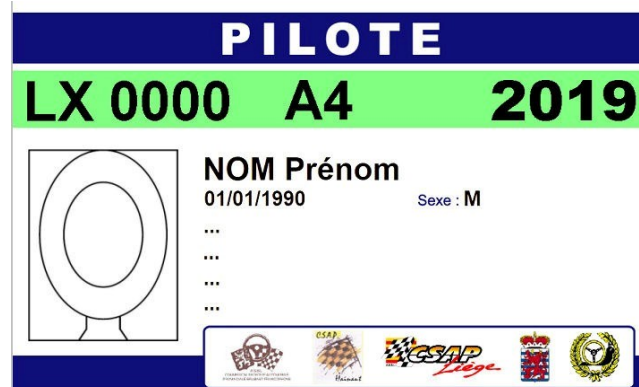 PILOTE
LX 0000 A4 2019
NOM Prénom
01/01/1990 Sexe : M
...
...
...
...
CSAP
Hainaut
CSAP
Liège